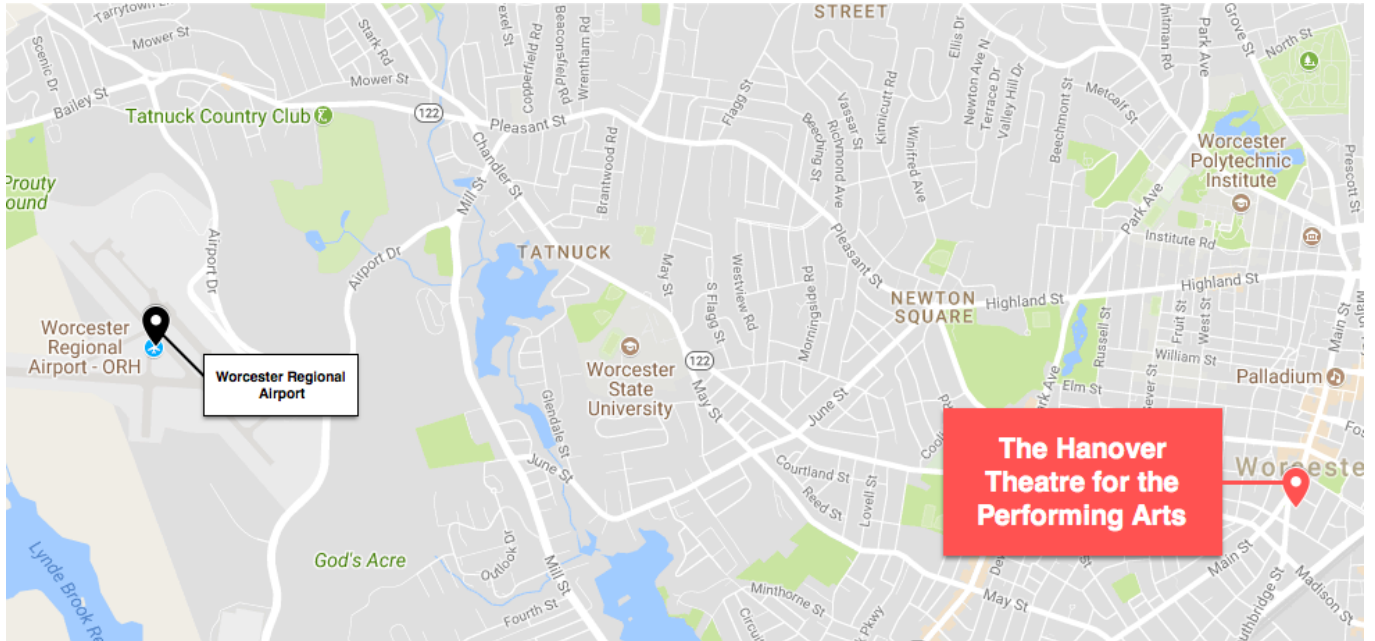 STREET
Tarrytown
Mower St
Scenic Dr
Bailey St
Stark Rd
Mower St
Copperfield Rd
Beaconsfield Rd
Wrentham Rd
Flagg St
Ellis Dr
Newton Ave N
Terrace Dr
Valley Hill Dr
Whitman Rd
Park Ave
Grove St
North St
Tatnuck Country Club
122
Pleasant St
Chandler St
Brantwood Rd
Beeching St
Vassar St
Richmond Ave
Kinnicutt Rd
Winifred Ave
Beechmont St
Metcalf St
Worcester
Polytechnic
Institute
Prescott St
Prouty
ound
Mill St
Airport Dr
Airport Dr
TATNUCK
May St
S Flagg St
Westview Rd
Morningside Rd
Pleasant St
Park Ave
Institute Rd
NEWTON
SQUARE
Highland St
Highland St
Russell St
Fruit St
West St
Main St
Major
William St
Worcester
Regional
Airport - ORH
Worcester Regional
Airport
Worcester
State
University
122
May St
June St
Elm St
Palladium
Glendale St
June St
Courtland St
Reed St
Lovell St
The Hanover
Theatre for the
Performing Arts
Worcester
God's Acre
Outlook Dr
Mill St
Fourth St
Lynde Brook Re
Minthorne St
May St
Main St
Madison St